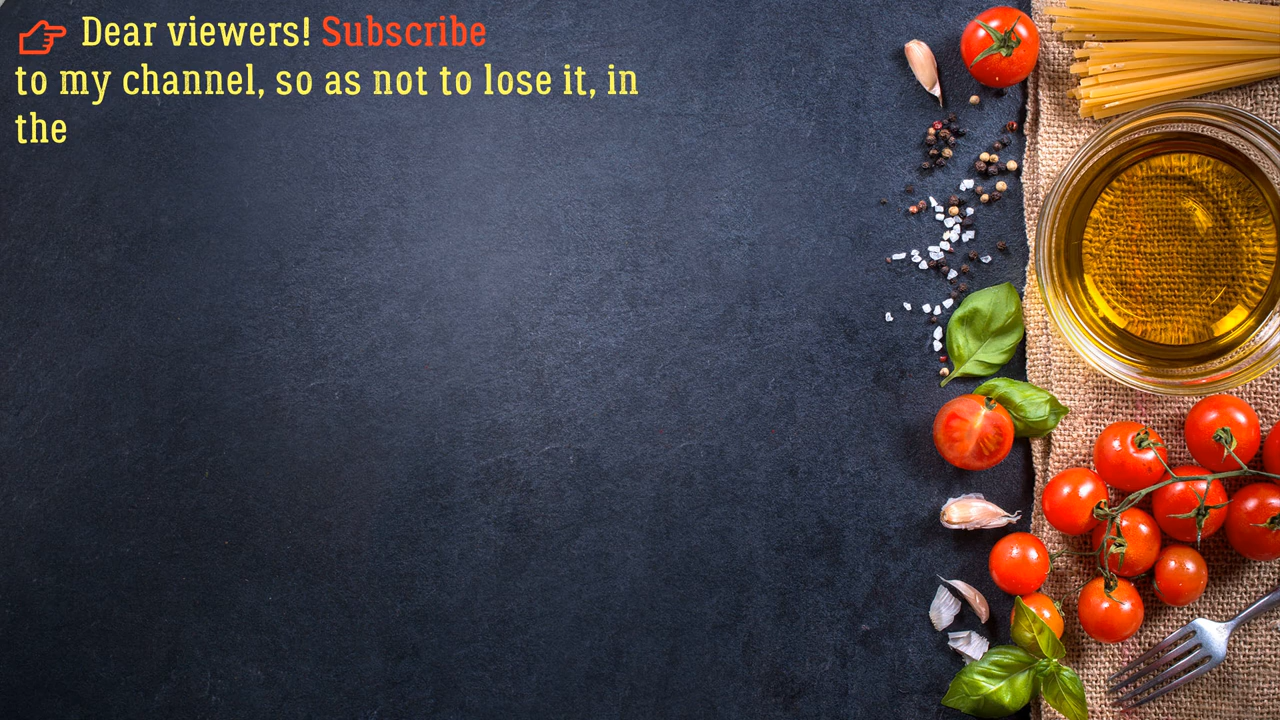 👉 Dear viewers! Subscribe
to my channel, so as not to lose it, in
the